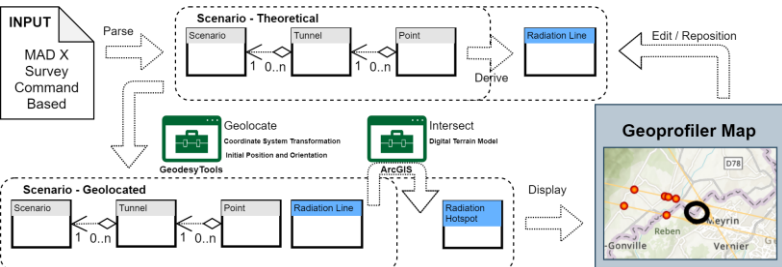 INPUT
MAD X
Survey
Command
Based
Parse
Scenario - Theoretical
Scenario
Tunnel
Point
1 0..n
1 0..n
Derive
Radiation Line
Edit / Reposition
Geolocate
Coordinate System Transformation
Initial Position and Orientation
GeodesyTools
Intersect
Digital Terrain Model
ArcGIS
Scenario - Geolocated
Scenario
Tunnel
Point
Radiation Line
1 0..n
1 0..n
Radiation
Hotspot
Display
Geoprofiler Map
D78
Meyrin
Reben
-Gonville
Vernier